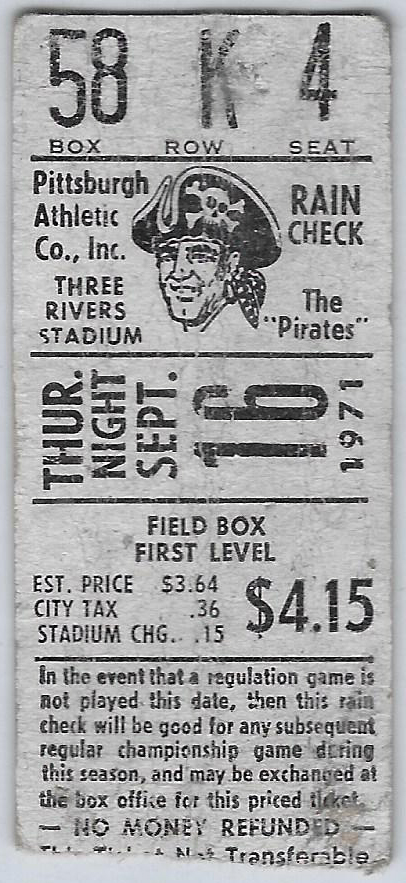 58 K 4
BOX ROW SEAT
Pittsburgh
Athletic
Co., Inc.
THREE
RIVERS
STADIUM
RAIN
CHECK
The
"Pirates"
THUR.
NIGHT
SEPT.
16
1971
FIELD BOX
FIRST LEVEL
EST. PRICE $3.64
CITY TAX .36
STADIUM CHG. .15
$4.15
In the event that a regulation game is
not played this date, then this rain
check will be good for any subsequent
regular championship game during
this season, and may be exchanged at
the box office for this priced ticket.
— NO MONEY REFUNDED —
This Ticket Not Transferable